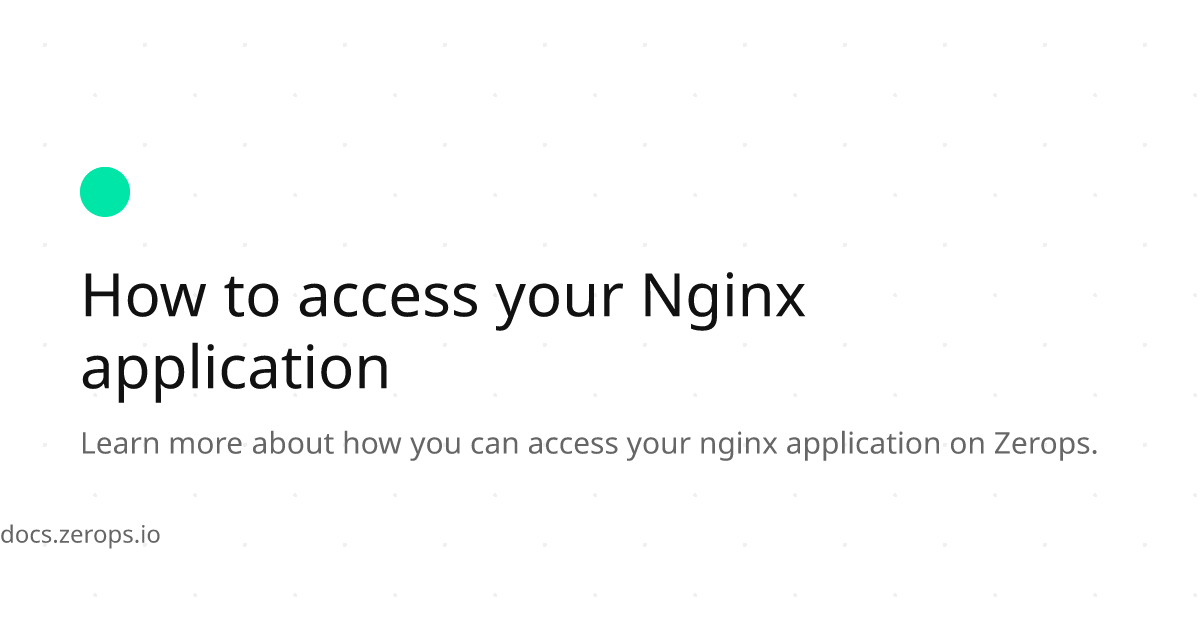 How to access your Nginx
application
Learn more about how you can access your nginx application on Zerops.
docs.zerops.io